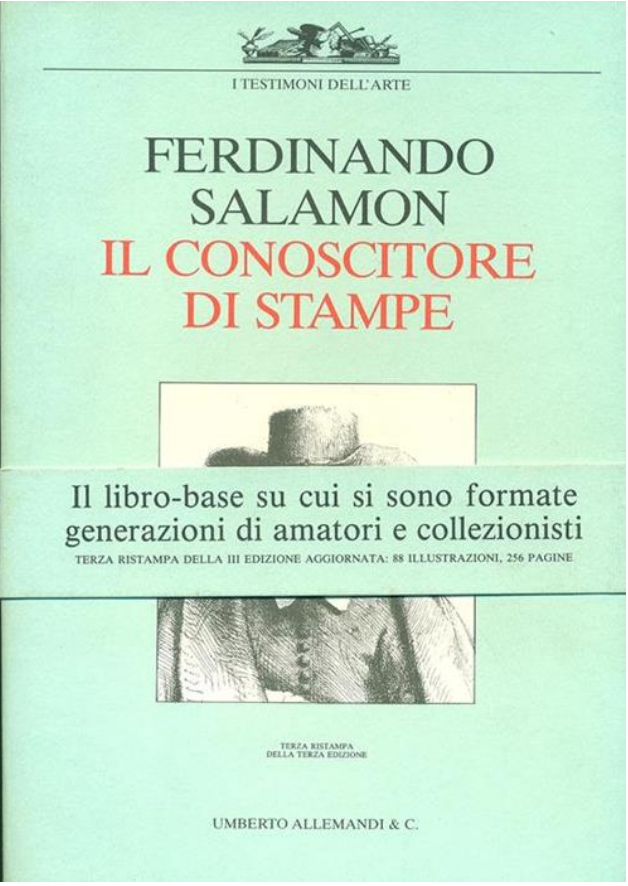 I TESTIMONI DELL'ARTE
FERDINANDO
SALAMON
IL CONOSCITORE
DI STAMPE
Il libro-base su cui si sono formate
generazioni di amatori e collezionisti
TERZA RISTAMPA DELLA III EDIZIONE AGGIORNATA: 88 ILLUSTRAZIONI, 256 PAGINE
TERZA RISTAMPA
DELLA TERZA EDIZIONE
UMBERTO ALLEMANDI & C.